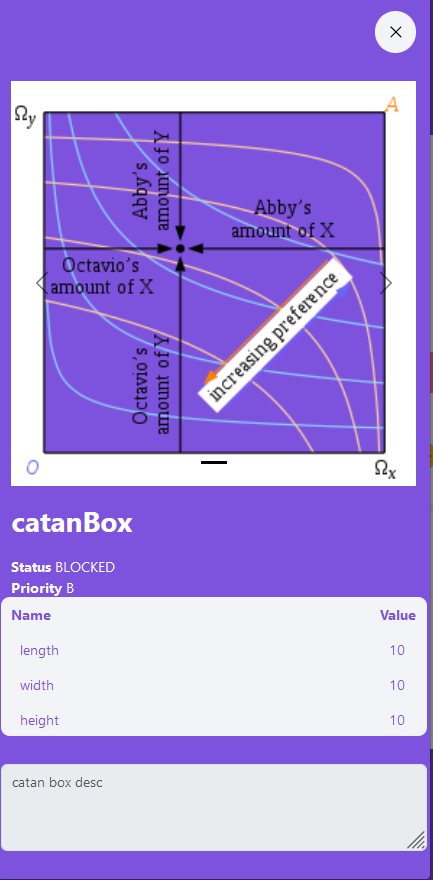 A
Ωy
Abby's
amount of Y
Abby's
amount of X
Octavio's
amount of X
increasing preference
Octavio's
amount of Y
O
Ωx
catanBox
Status BLOCKED
Priority B
Name Value
length 10
width 10
height 10
catan box desc